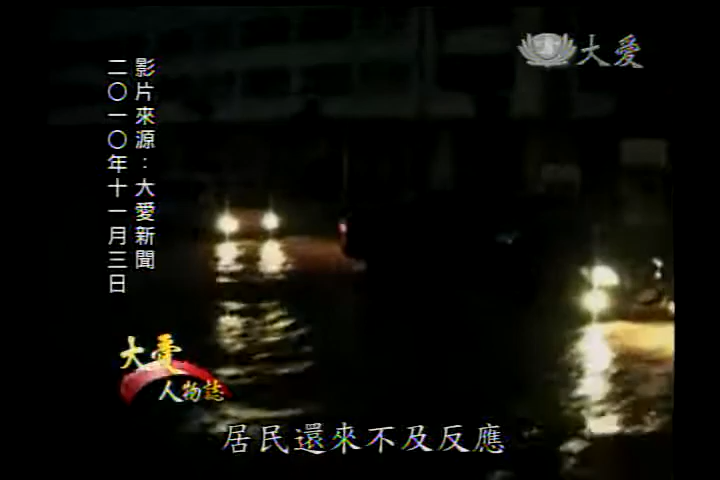 大愛
影片來源：大愛新聞
二〇一〇年十一月三日
大愛
人物誌
居民還來不及反應